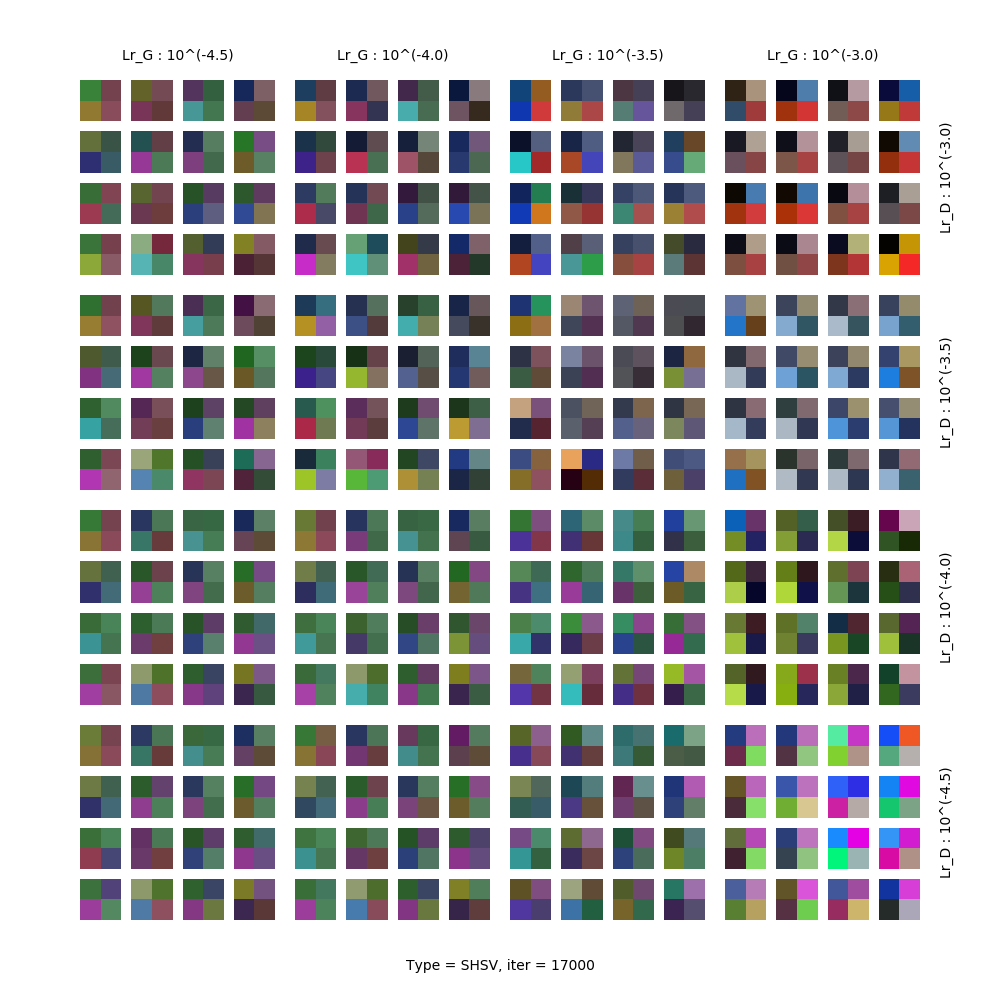 Lr_G : 10^(-4.5)
Lr_G : 10^(-4.0)
Lr_G : 10^(-3.5)
Lr_G : 10^(-3.0)
Lr_D : 10^(-3.0)
Lr_D : 10^(-3.5)
Lr_D : 10^(-4.0)
Lr_D : 10^(-4.5)
Type = SHSV, iter = 17000